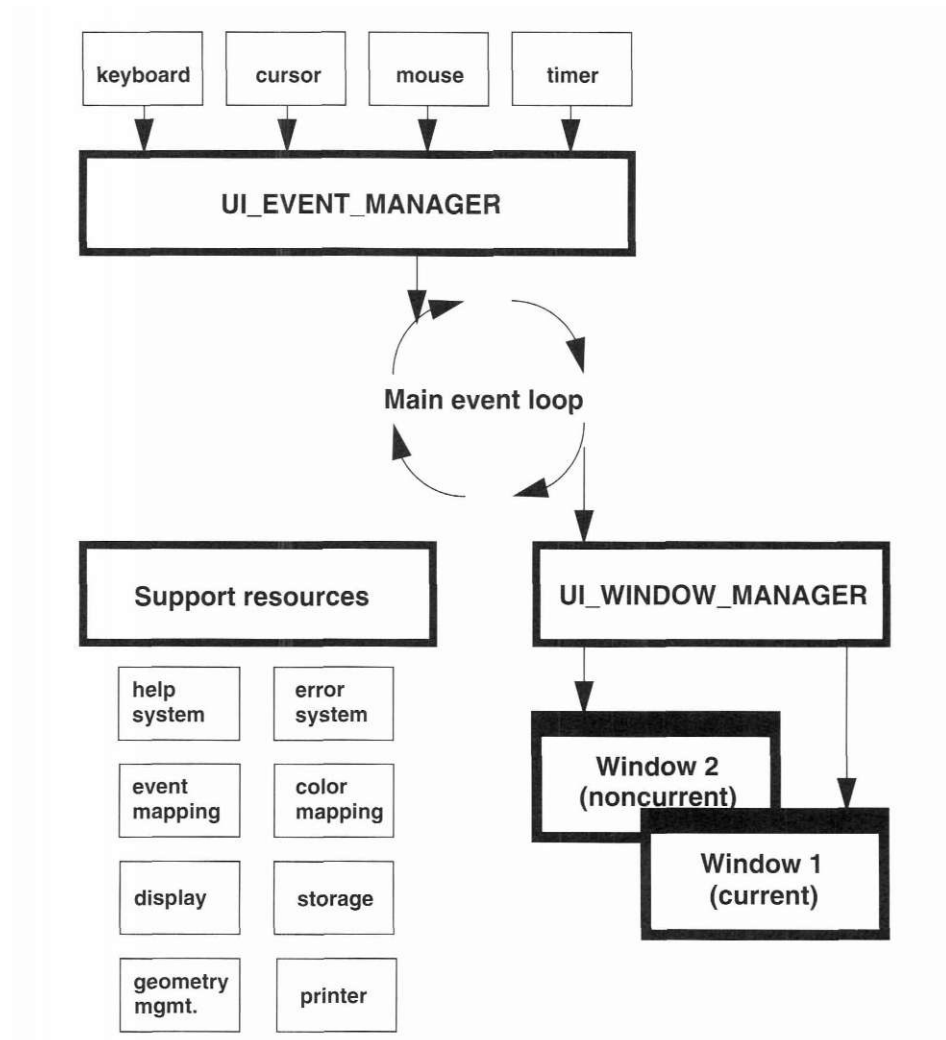 keyboard
cursor
mouse
timer
UI_EVENT_MANAGER
Main event loop
Support resources
UI_WINDOW_MANAGER
help
system
error
system
event
mapping
color
mapping
display
storage
geometry
mgmt.
printer
Window 2
(noncurrent)
Window 1
(current)